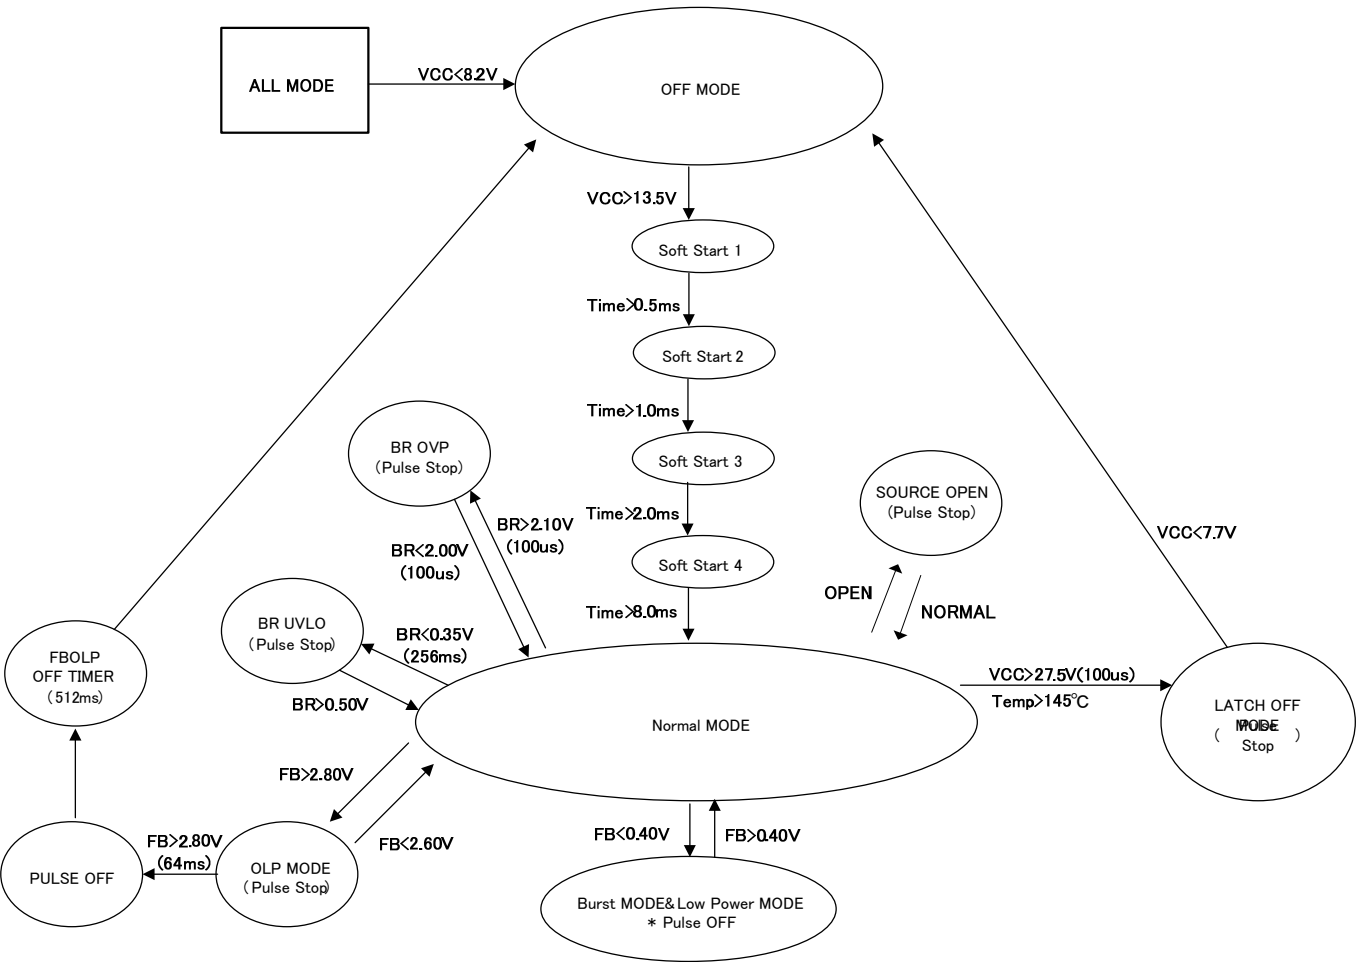 ALL MODE
VCC<8.2V
OFF MODE
VCC>13.5V
Soft Start 1
Time>0.5ms
Soft Start 2
Time>1.0ms
Soft Start 3
Time>2.0ms
Soft Start 4
Time>8.0ms
BR OVP
(Pulse Stop)
BR>2.10V
(100us)
BR<2.00V
(100us)
SOURCE OPEN
(Pulse Stop)
OPEN
NORMAL
VCC<7.7V
BR UVLO
(Pulse Stop)
BR<0.35V
(256ms)
BR>0.50V
FBOLP
OFF TIMER
(512ms)
Normal MODE
VCC>27.5V(100us)
Temp>145℃
LATCH OFF
MODE
(Pulse
Stop)
FB>2.80V
FB<2.60V
FB>2.80V
(64ms)
PULSE OFF
OLP MODE
(Pulse Stop)
FB<0.40V
FB>0.40V
Burst MODE&Low Power MODE
* Pulse OFF